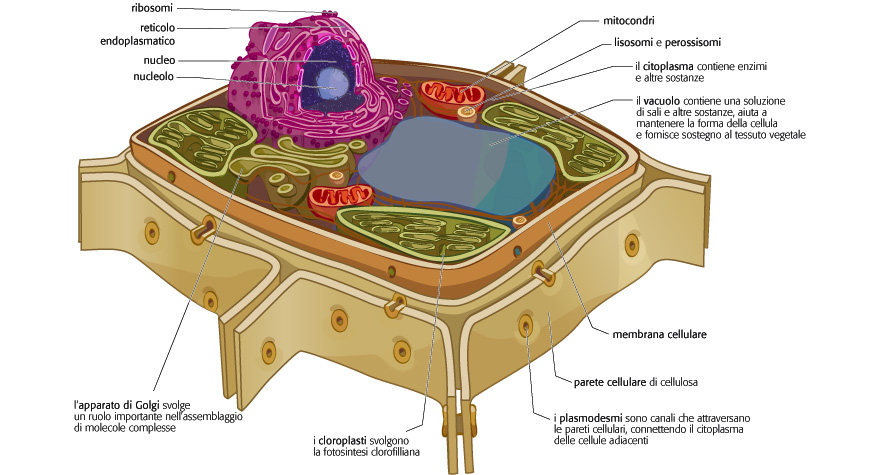 ribosomi
reticolo
endoplasmatico
nucleo
nucleolo
mitocondri
lisosomi e perossisomi
il citoplasma contiene enzimi
e altre sostanze
il vacuolo contiene una soluzione
di sali e altre sostanze, aiuta a
mantenere la forma della cellula
e fornisce sostegno al tessuto vegetale
membrana cellulare
parete cellulare di cellulosa
i plasmodesmi sono canali che attraversano
le pareti cellulari, connettendo il citoplasma
delle cellule adiacenti
l'apparato di Golgi svolge
un ruolo importante nell'assemblaggio
di molecole complesse
i cloroplasti svolgono
la fotosintesi clorofilliana